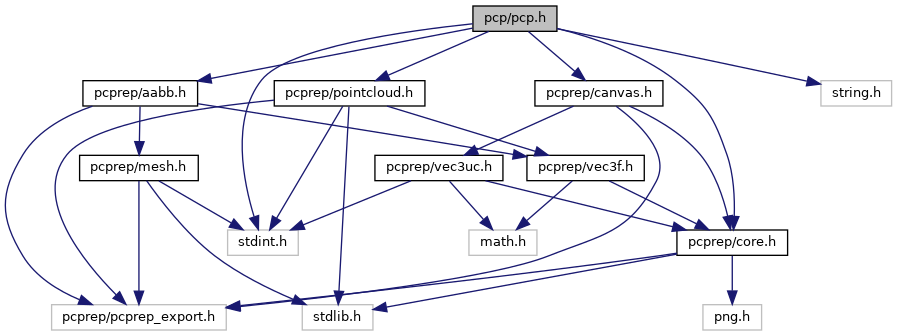 pcp/pcp.h
pcprep/aabb.h
pcprep/pointcloud.h
pcprep/canvas.h
string.h
pcprep/mesh.h
pcprep/vec3uc.h
pcprep/vec3f.h
stdint.h
math.h
pcprep/core.h
pcprep/pcprep_export.h
stdlib.h
png.h